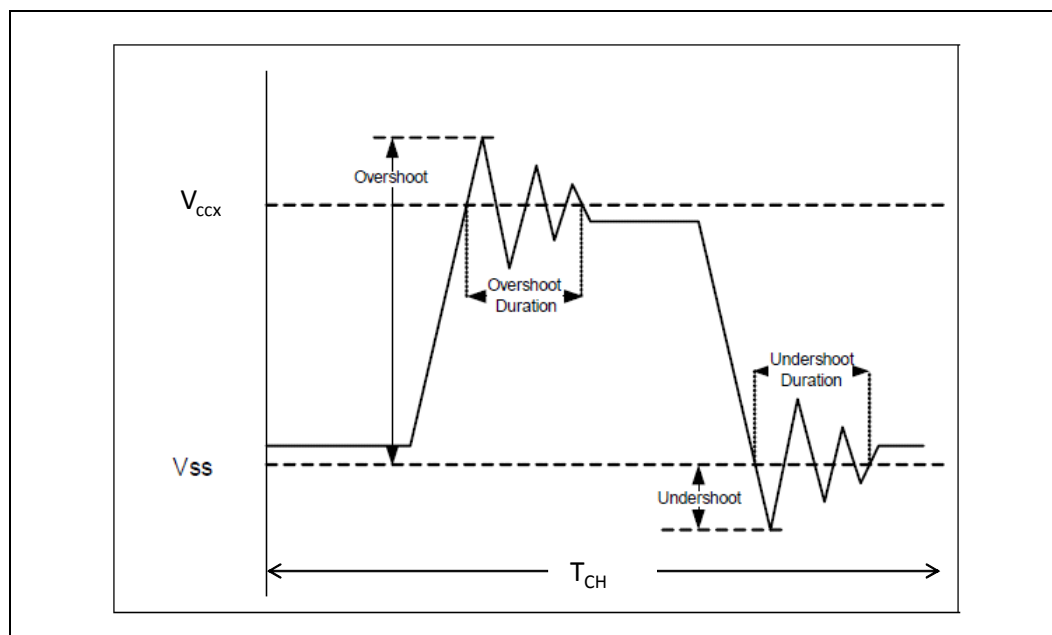 Overshoot
Vccx
Overshoot
Duration
Undershoot
Duration
Vss
Undershoot
TCH